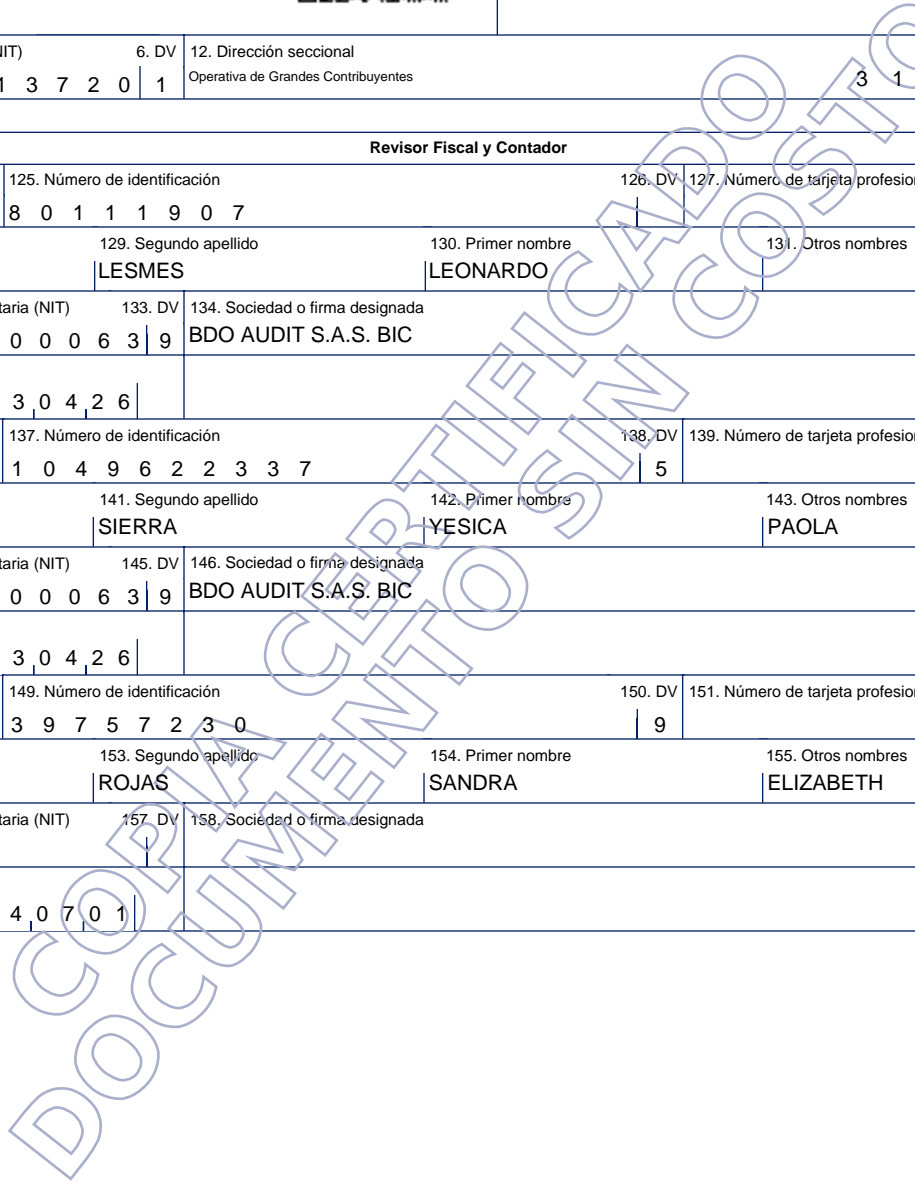 IT) 6. DV 12. Dirección seccional
1 3 7 2 0 1 Operativa de Grandes Contribuyentes 3 1
Revisor Fiscal y Contador
125. Número de identificación 126. DV 127. Número de tarjeta
8 0 1 1 1 9 0 7
129. Segundo apellido 130. Primer nombre 131. Otros nombres
LESMES LEONARDO
taria (NIT) 133. DV 134. Sociedad o firma designada
0 0 0 6 3 9 BDO AUDIT S.A.S. BIC
3 0 4 2 6
137. Número de identificación 138. DV 139. Número de tarjeta
1 0 4 9 6 2 2 3 3 7 5
141. Segundo apellido 142. Primer nombre 143. Otros nombres
SIERRA YESICA PAOLA
taria (NIT) 145. DV 146. Sociedad o firma designada
0 0 0 6 3 9 BDO AUDIT S.A.S. BIC
3 0 4 2 6
149. Número de identificación 150. DV 151. Número de tarjeta
3 9 7 5 7 2 3 0 9
153. Segundo apellido 154. Primer nombre 155. Otros nombres
ROJAS SANDRA ELIZABETH
taria (NIT) 157. DV 158. Sociedad o firma designada
4 0 7 0 1
COPIA CERTIFICADO
DOCUMENTO SIN COSTO